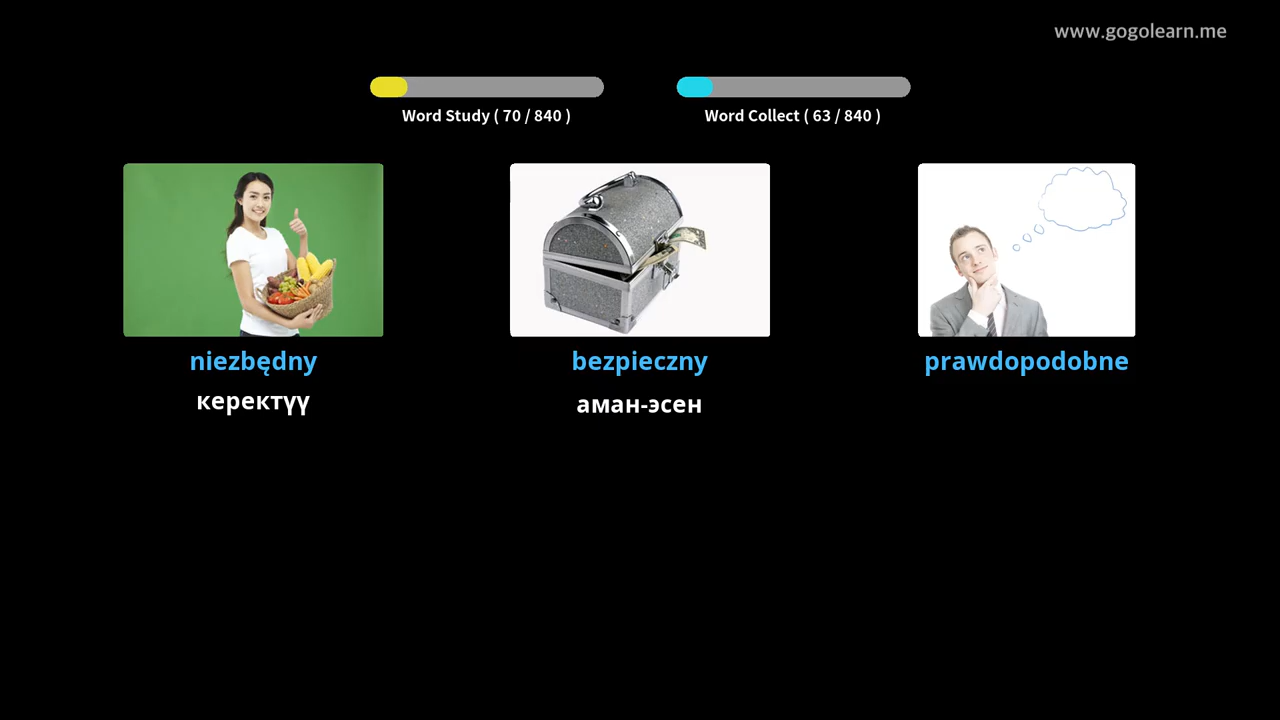 www.gogolearn.me
Word Study ( 70 / 840 )
Word Collect ( 63 / 840 )
niezbędny
bezpieczny
prawdopodobne
керектүү
аман-эсен